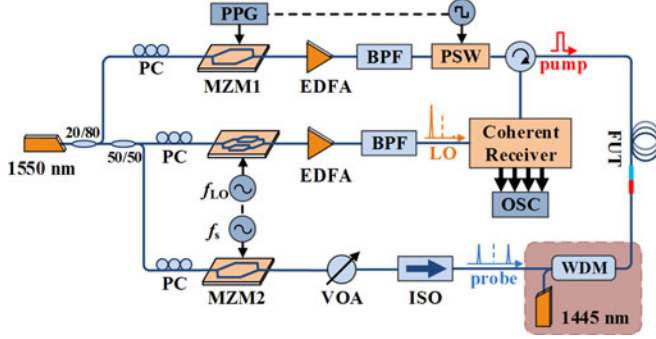 PPG
PC
MZM1
EDFA
BPF
PSW
pump
20/80
50/50
1550 nm
PC
EDFA
BPF
LO
Coherent
Receiver
OSC
FUT
fLO
fs
PC
MZM2
VOA
ISO
probe
WDM
1445 nm